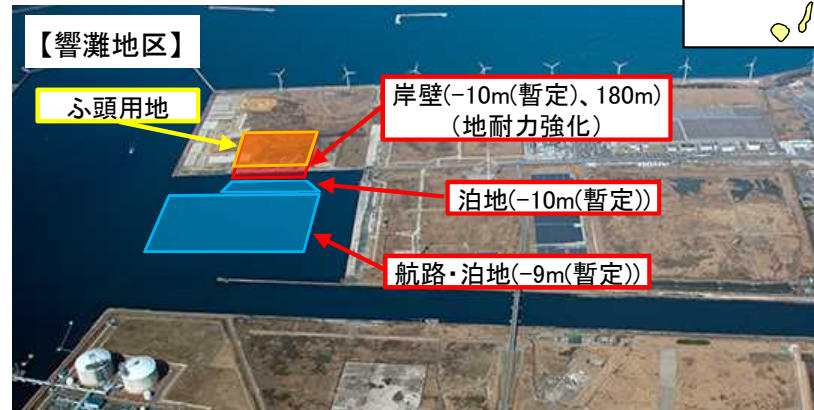 【響灘地区】
ふ頭用地
岸壁(-10m(暫定)、180m)
(地耐力強化)
泊地(-10m(暫定))
航路・泊地(-9m(暫定))